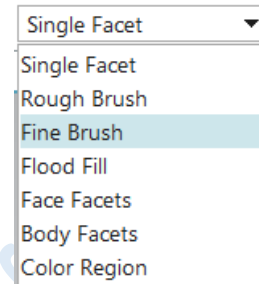 Single Facet
Single Facet
Rough Brush
Fine Brush
Flood Fill
Face Facets
Body Facets
Color Region